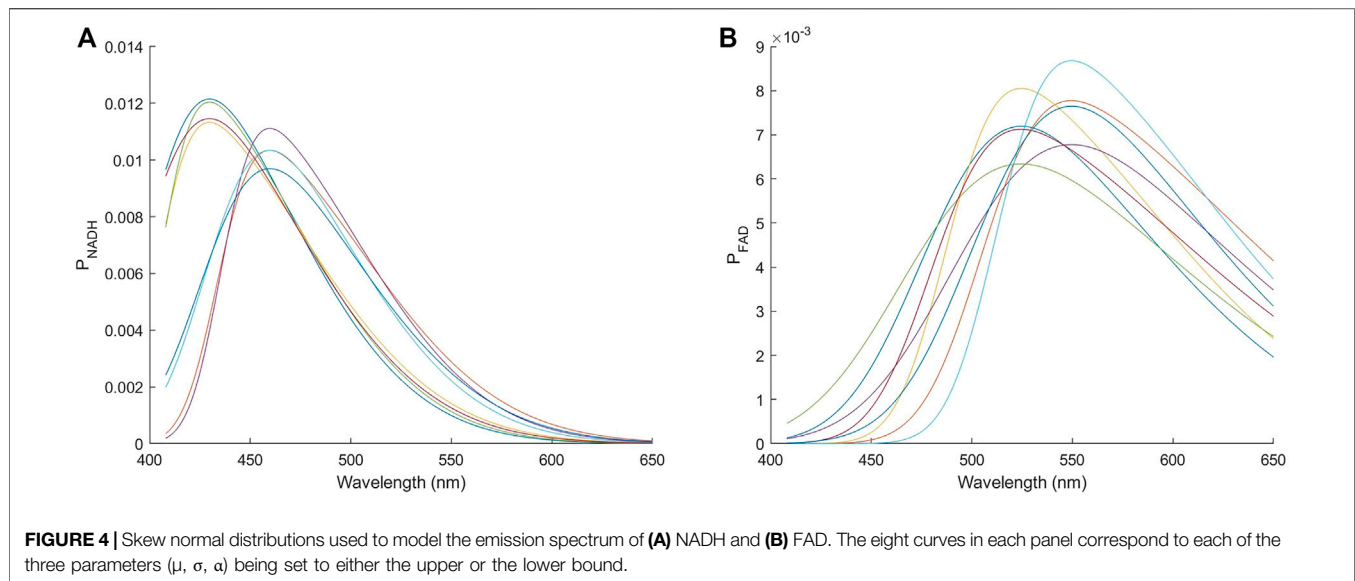 A
0.014
0.012
0.01
0.008
0.006
0.004
0.002
0
P_NADH
400 450 500 550 600 650
Wavelength (nm)
B
×10⁻³
9
8
7
6
5
4
3
2
1
0
P_FAD
400 450 500 550 600 650
Wavelength (nm)
FIGURE 4 | Skew normal distributions used to model the emission spectrum of (A) NADH and (B) FAD. The eight curves in each panel correspond to each of the
three parameters (μ, σ, α) being set to either the upper or the lower bound.